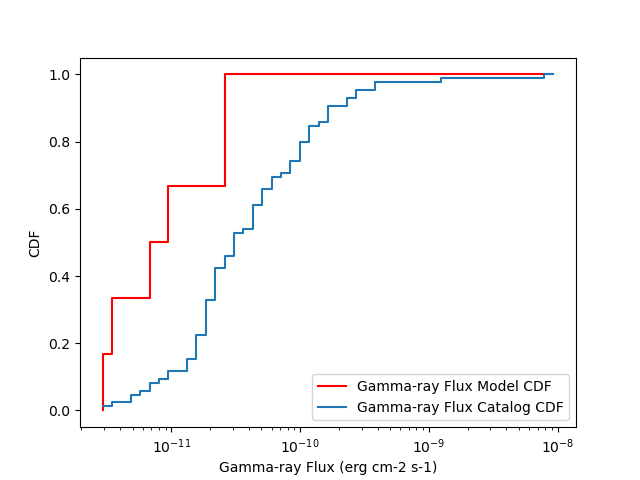 1.0
0.8
0.6
0.4
0.2
0.0
CDF
10⁻¹¹
10⁻¹⁰
10⁻⁹
10⁻⁸
Gamma-ray Flux (erg cm-2 s-1)
Gamma-ray Flux Model CDF
Gamma-ray Flux Catalog CDF